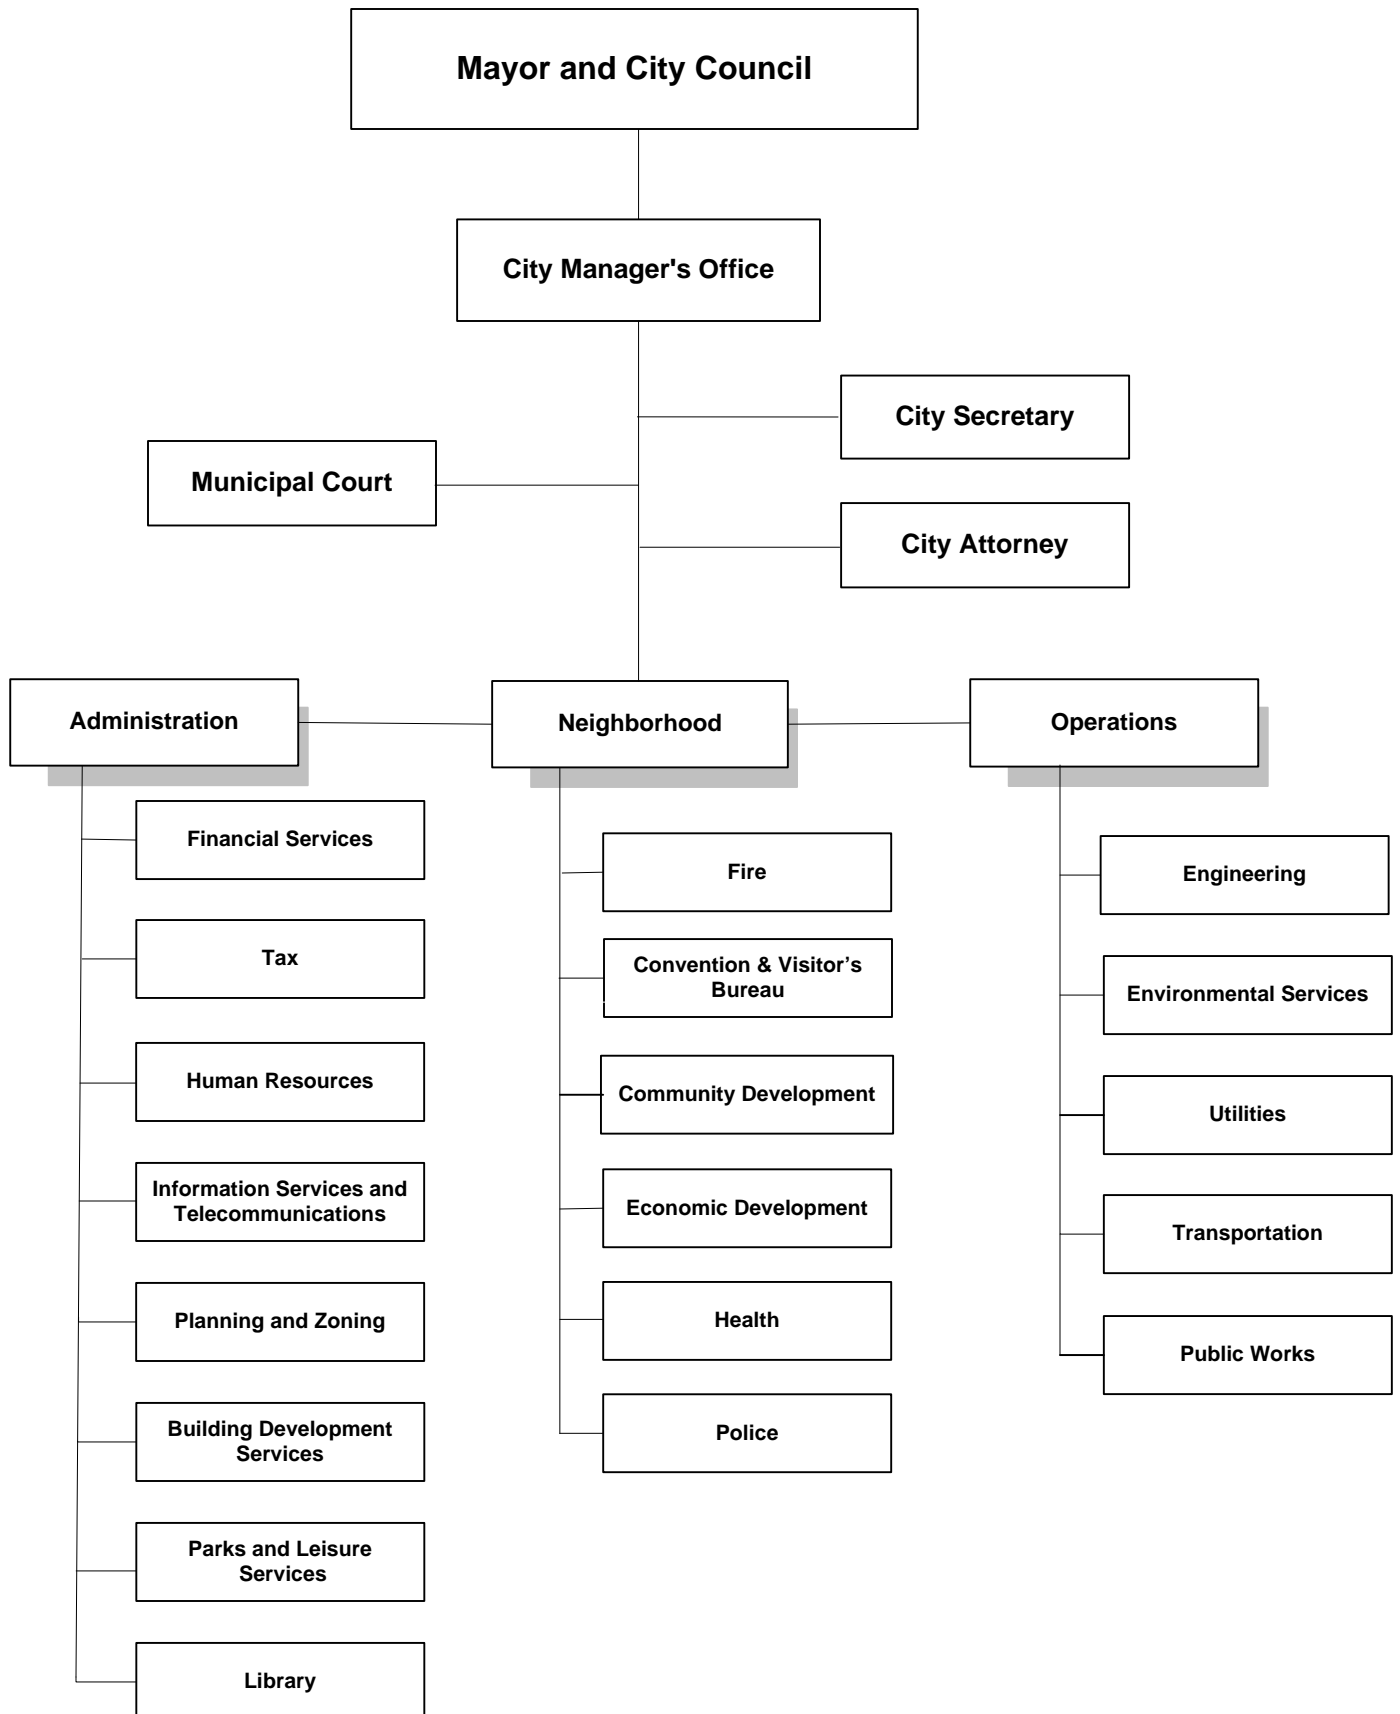 Mayor and City Council
City Manager's Office
City Secretary
Municipal Court
City Attorney
Administration
Neighborhood
Operations
Financial Services
Tax
Human Resources
Information Services and
Telecommunications
Planning and Zoning
Building Development
Services
Parks and Leisure
Services
Library
Fire
Convention & Visitor’s
Bureau
Community Development
Economic Development
Health
Police
Engineering
Environmental Services
Utilities
Transportation
Public Works